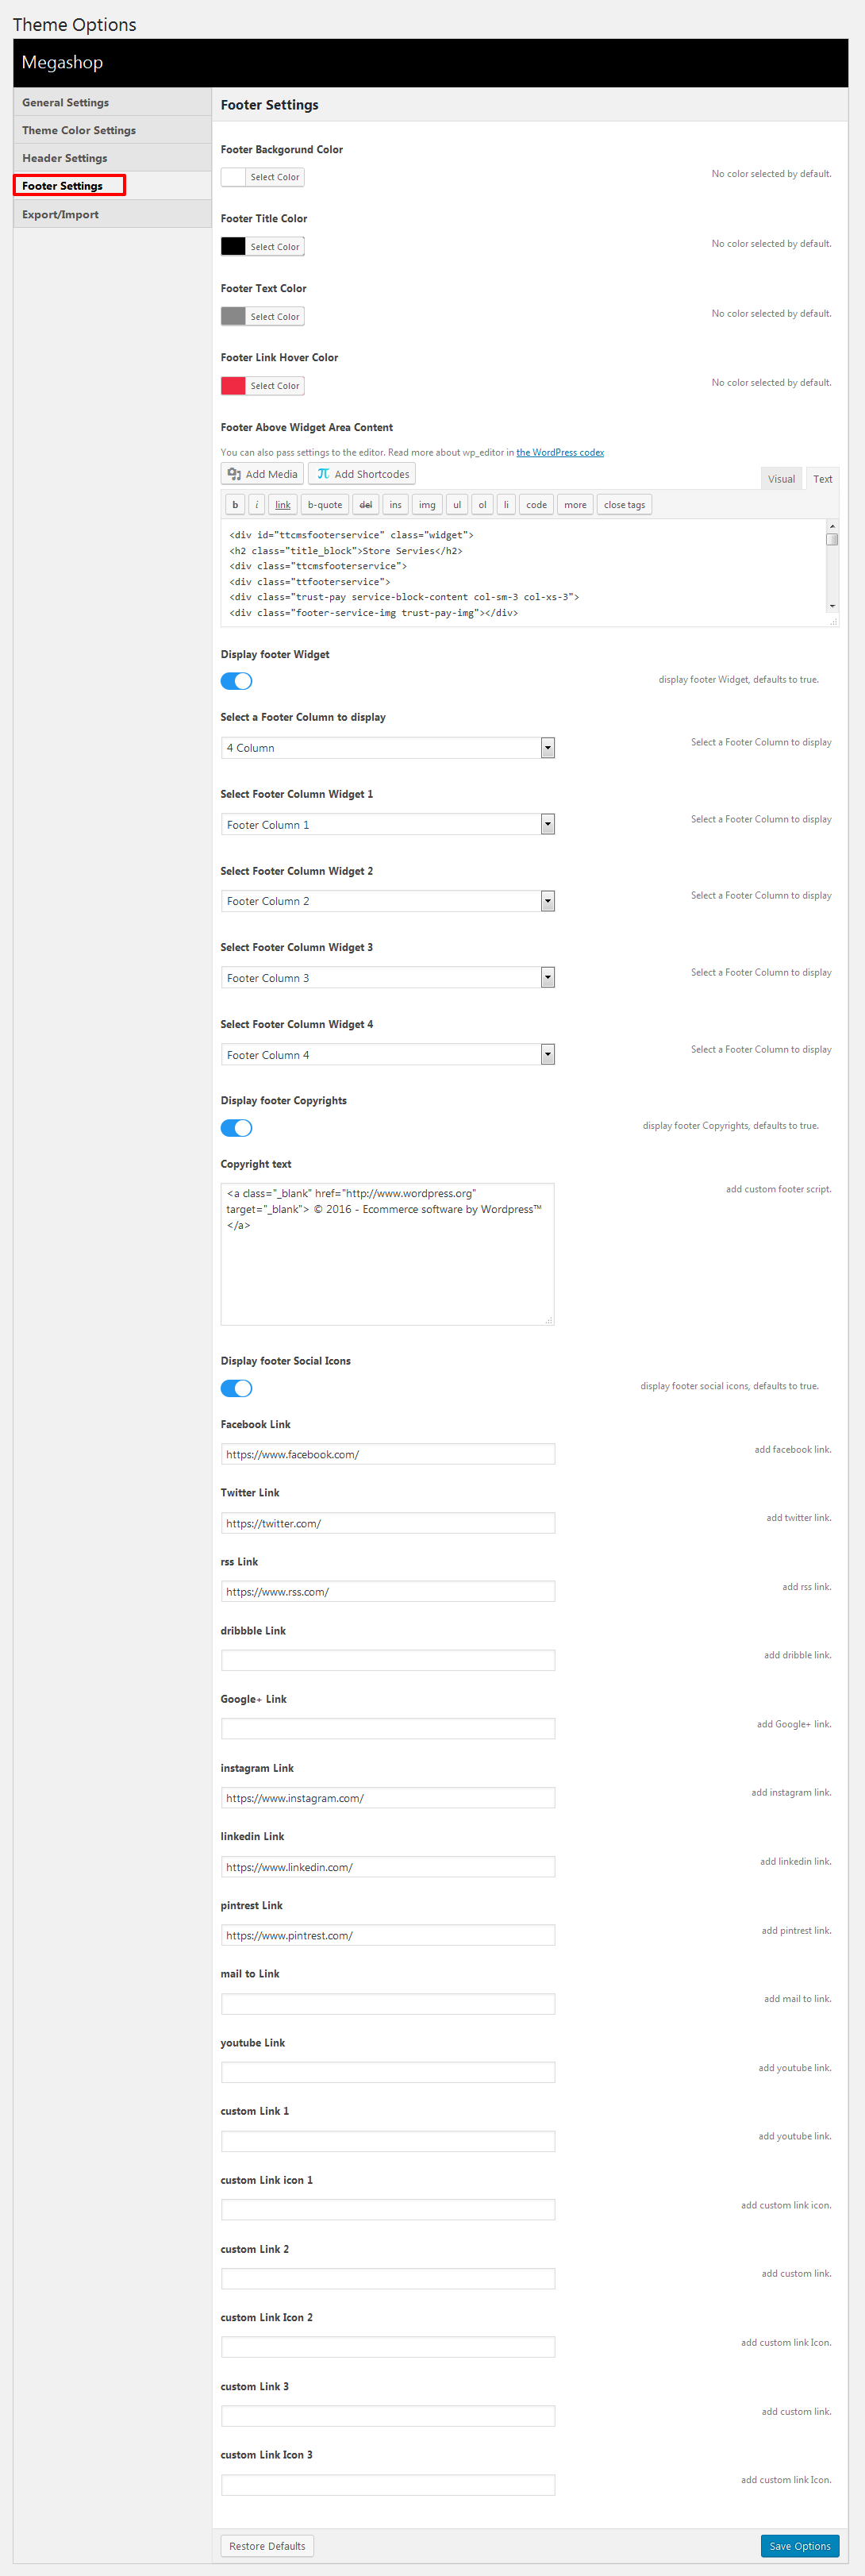 Theme Options
Megashop
General Settings
Theme Color Settings
Header Settings
Footer Settings
Export/Import
Footer Settings
Footer Backgorund Color
Select Color
No color selected by default.
Footer Title Color
Select Color
No color selected by default.
Footer Text Color
Select Color
No color selected by default.
Footer Link Hover Color
Select Color
No color selected by default.
Footer Above Widget Area Content
You can also pass settings to the editor. Read more about wp_editor in the WordPress codex
Add Media
Add Shortcodes
Visual
Text
b
i
link
b-quote
del
ins
img
ul
ol
li
code
more
close tags
<div id="ttcmsfooterservice" class="widget">
<h2 class="title_block">Store Servies</h2>
<div class="ttcmsfooterservice">
<div class="ttfooterservice">
<div class="trust-pay service-block-content col-sm-3 col-xs-3">
<div class="footer-service-img trust-pay-img"></div>
Display footer Widget
display footer Widget, defaults to true.
Select a Footer Column to display
4 Column
Select a Footer Column to display
Select Footer Column Widget 1
Footer Column 1
Select a Footer Column to display
Select Footer Column Widget 2
Footer Column 2
Select a Footer Column to display
Select Footer Column Widget 3
Footer Column 3
Select a Footer Column to display
Select Footer Column Widget 4
Footer Column 4
Select a Footer Column to display
Display footer Copyrights
display footer Copyrights, defaults to true.
Copyright text
<a class="_blank" href="http://www.wordpress.org"
target="_blank"> © 2016 - Ecommerce software by Wordpress™
</a>
add custom footer script.
Display footer Social Icons
display footer social icons, defaults to true.
Facebook Link
https://www.facebook.com/
add facebook link.
Twitter Link
https://twitter.com/
add twitter link.
rss Link
https://www.rss.com/
add rss link.
dribbble Link
add dribble link.
Google+ Link
add Google+ link.
instagram Link
https://www.instagram.com/
add instagram link.
linkedin Link
https://www.linkedin.com/
add linkedin link.
pintrest Link
https://www.pintrest.com/
add pintrest link.
mail to Link
add mail to link.
youtube Link
add youtube link.
custom Link 1
add youtube link.
custom Link icon 1
add custom link icon.
custom Link 2
add custom link.
custom Link Icon 2
add custom link Icon.
custom Link 3
add custom link.
custom Link Icon 3
add custom link Icon.
Restore Defaults
Save Options